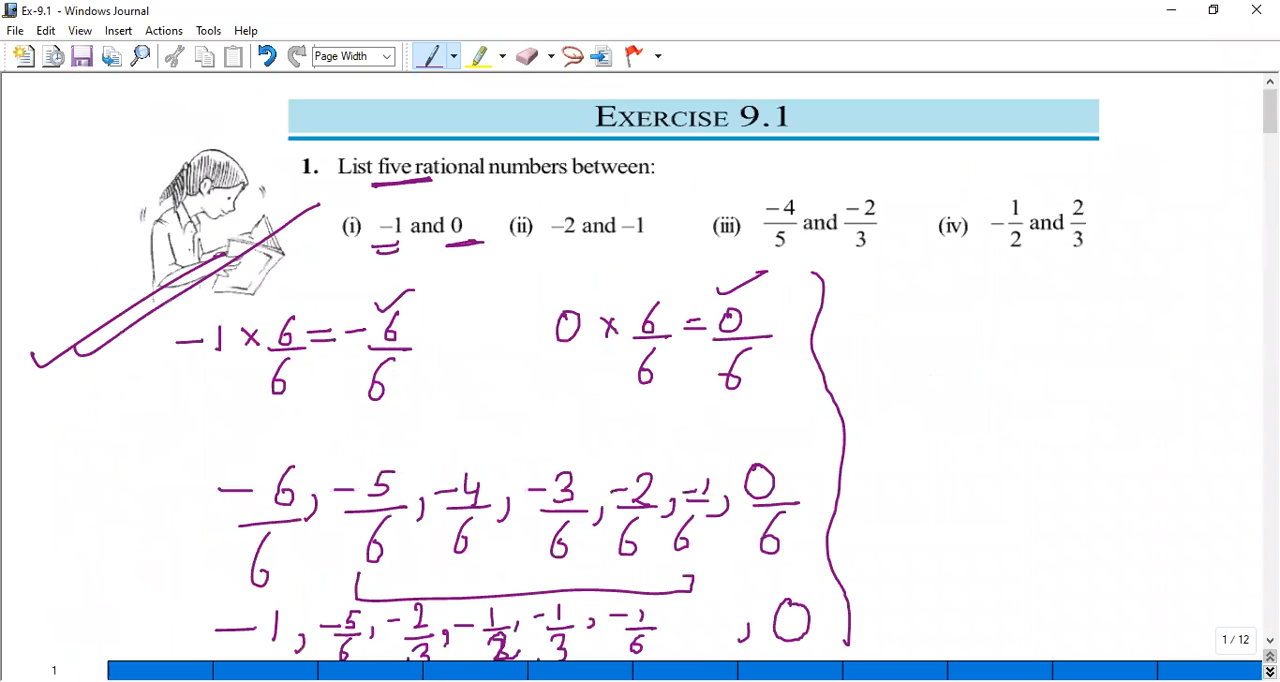 Ex-9.1 - Windows Journal
File Edit View Insert Actions Tools Help
Page Width
EXERCISE 9.1
1. List five rational numbers between:
(i) –1 and 0 (ii) –2 and –1 (iii) -4/5 and -2/3 (iv) -1/2 and 2/3
-1 × 6/6 = -6/6 0 × 6/6 = 0/6
-6/6, -5/6, -4/6, -3/6, -2/6, -1/6, 0/6
-1, -5/6, -2/3, -1/2, -1/3, -1/6, 0
1 / 12
1